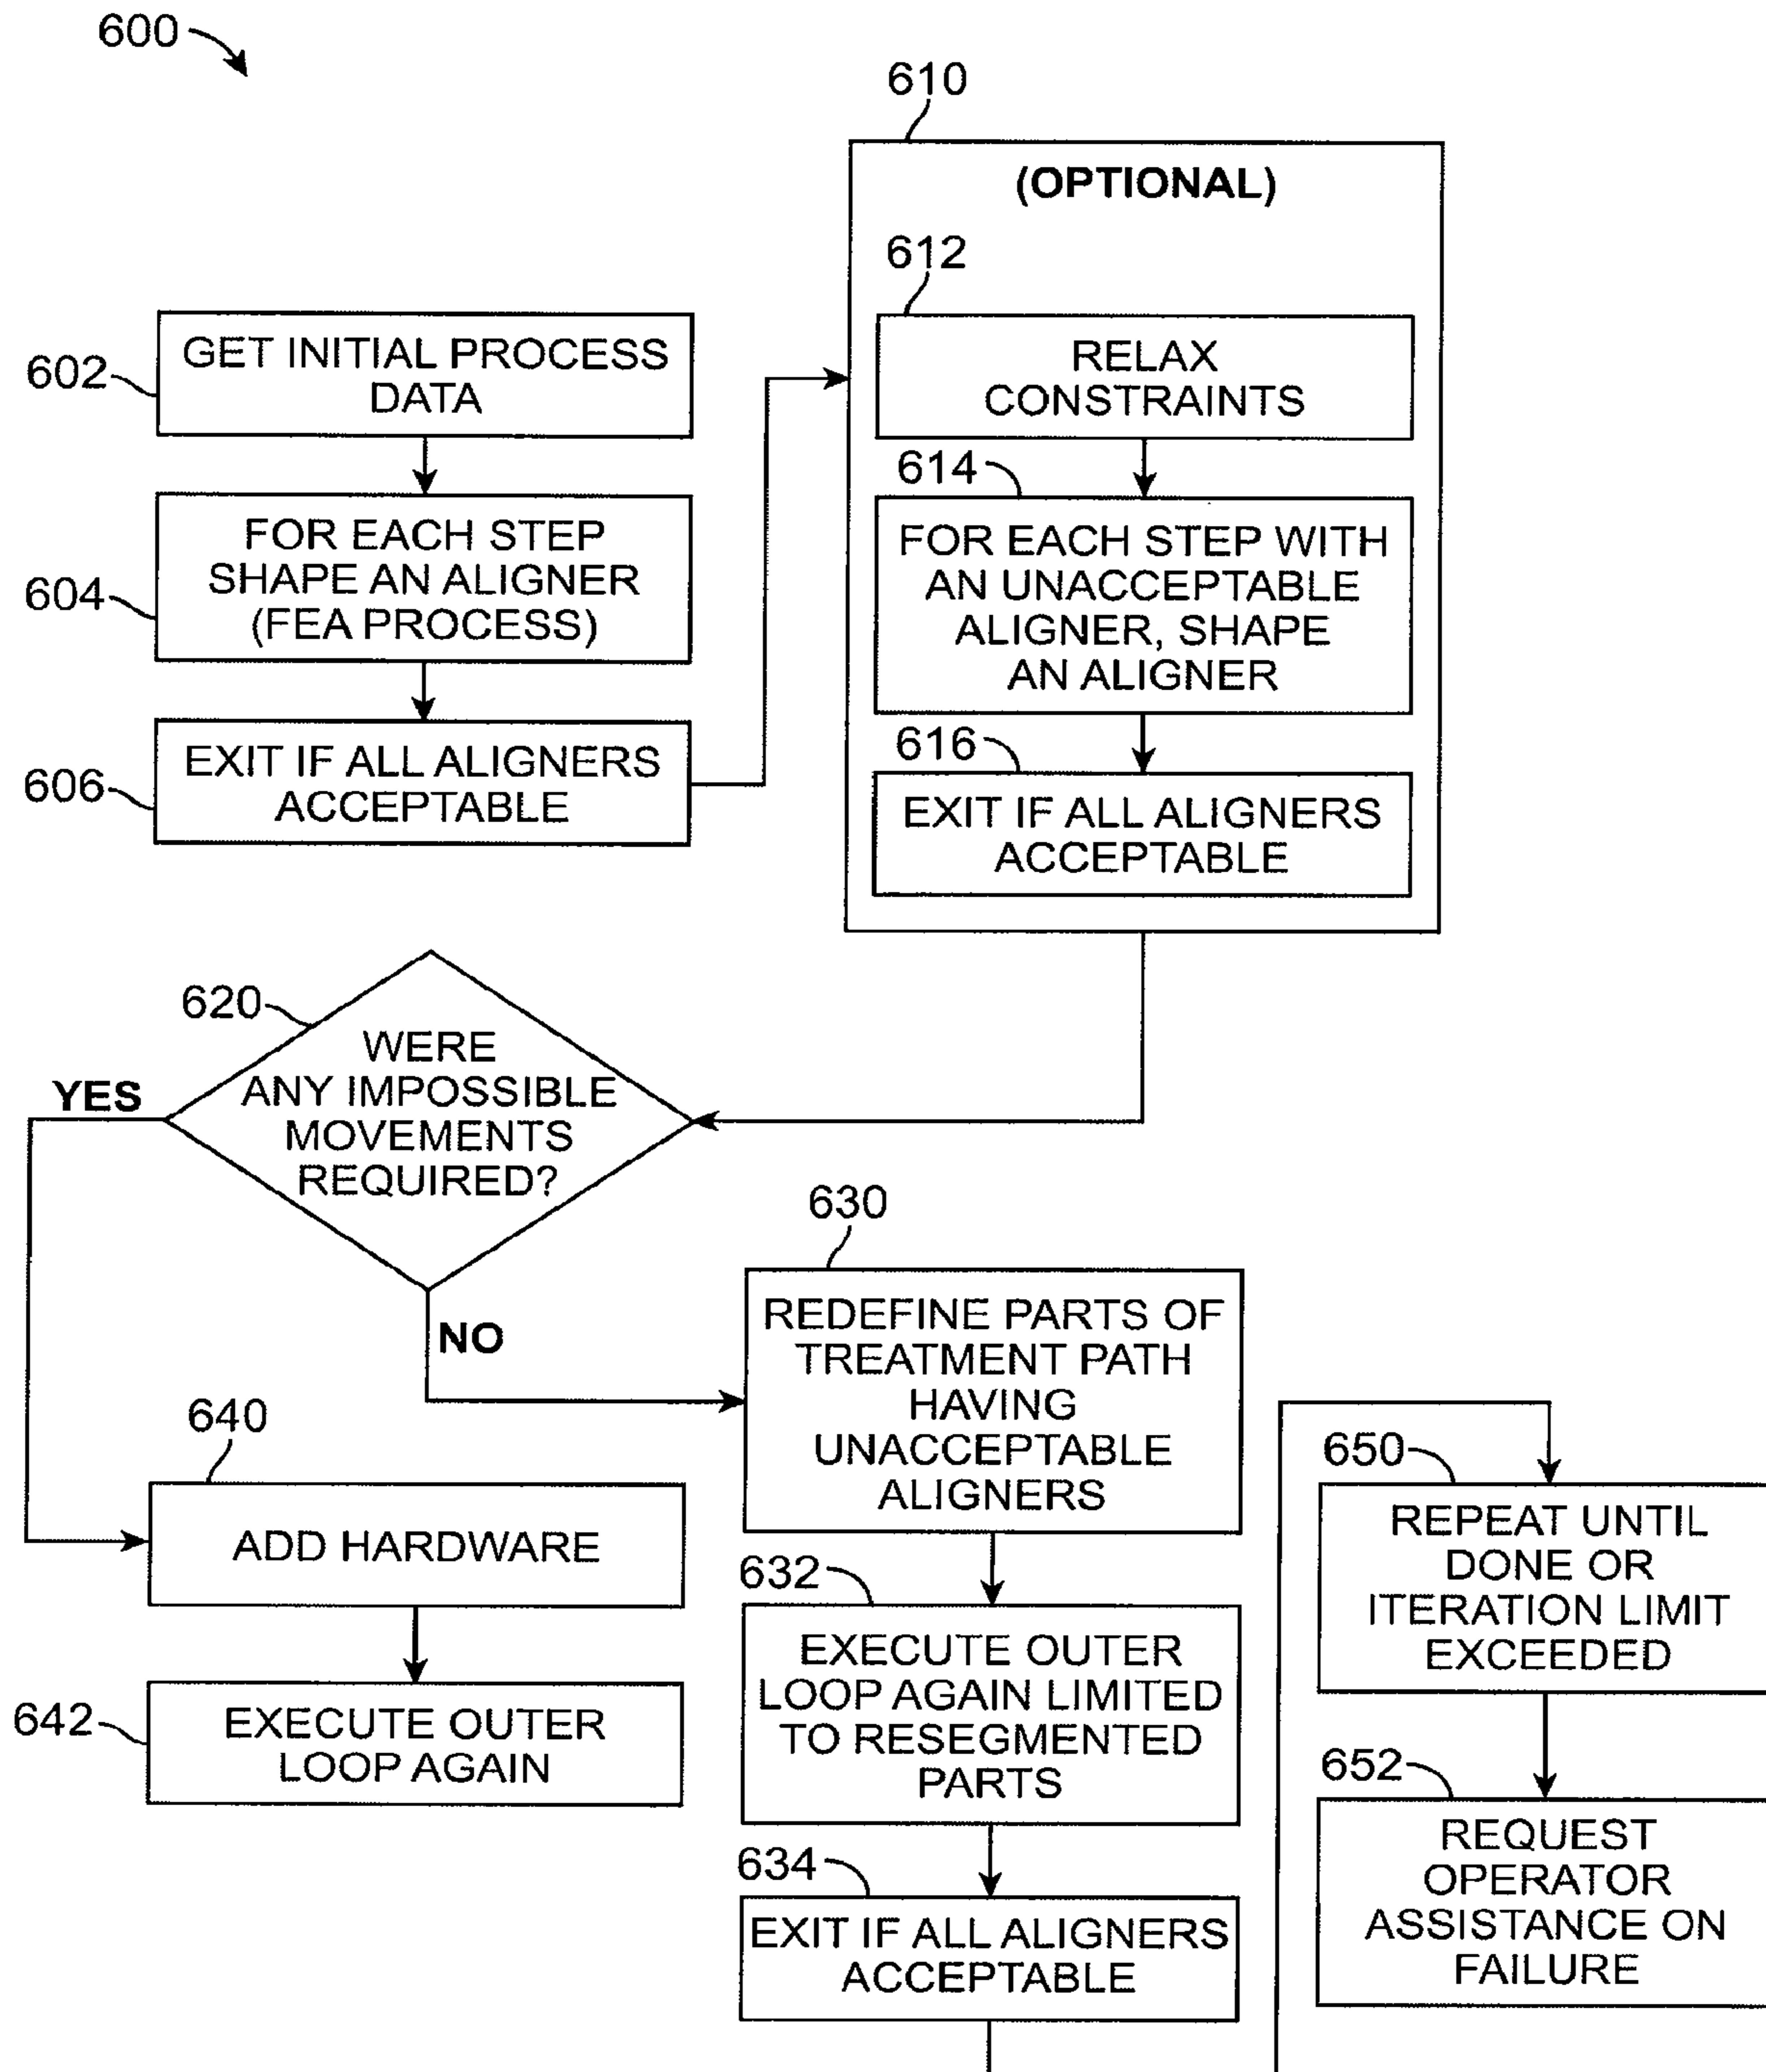 600
602
GET INITIAL PROCESS
DATA
604
FOR EACH STEP
SHAPE AN ALIGNER
(FEA PROCESS)
606
EXIT IF ALL ALIGNERS
ACCEPTABLE
610
(OPTIONAL)
612
RELAX
CONSTRAINTS
614
FOR EACH STEP WITH
AN UNACCEPTABLE
ALIGNER, SHAPE
AN ALIGNER
616
EXIT IF ALL ALIGNERS
ACCEPTABLE
620
WERE
ANY IMPOSSIBLE
MOVEMENTS
REQUIRED?
YES
NO
640
ADD HARDWARE
642
EXECUTE OUTER
LOOP AGAIN
630
REDEFINE PARTS OF
TREATMENT PATH
HAVING
UNACCEPTABLE
ALIGNERS
632
EXECUTE OUTER
LOOP AGAIN LIMITED
TO RESEGMENTED
PARTS
634
EXIT IF ALL ALIGNERS
ACCEPTABLE
650
REPEAT UNTIL
DONE OR
ITERATION LIMIT
EXCEEDED
652
REQUEST
OPERATOR
ASSISTANCE ON
FAILURE